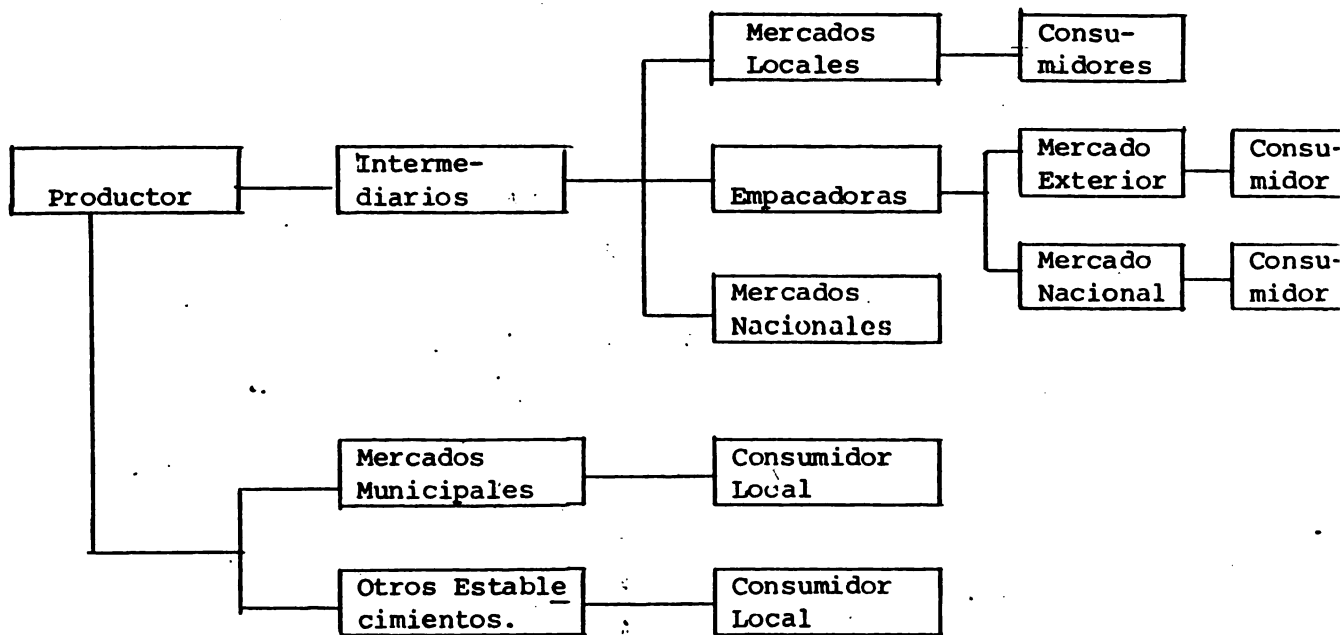 Mercados
Locales
Consu-
midores
Productor
Interme-
diarios
Empacadoras
Mercado
Exterior
Consu-
midor
Mercado
Nacional
Consu-
midor
Mercados
Nacionales
Mercados
Municipales
Consumidor
Local
Otros Estable
cimientos.
Consumidor
Local